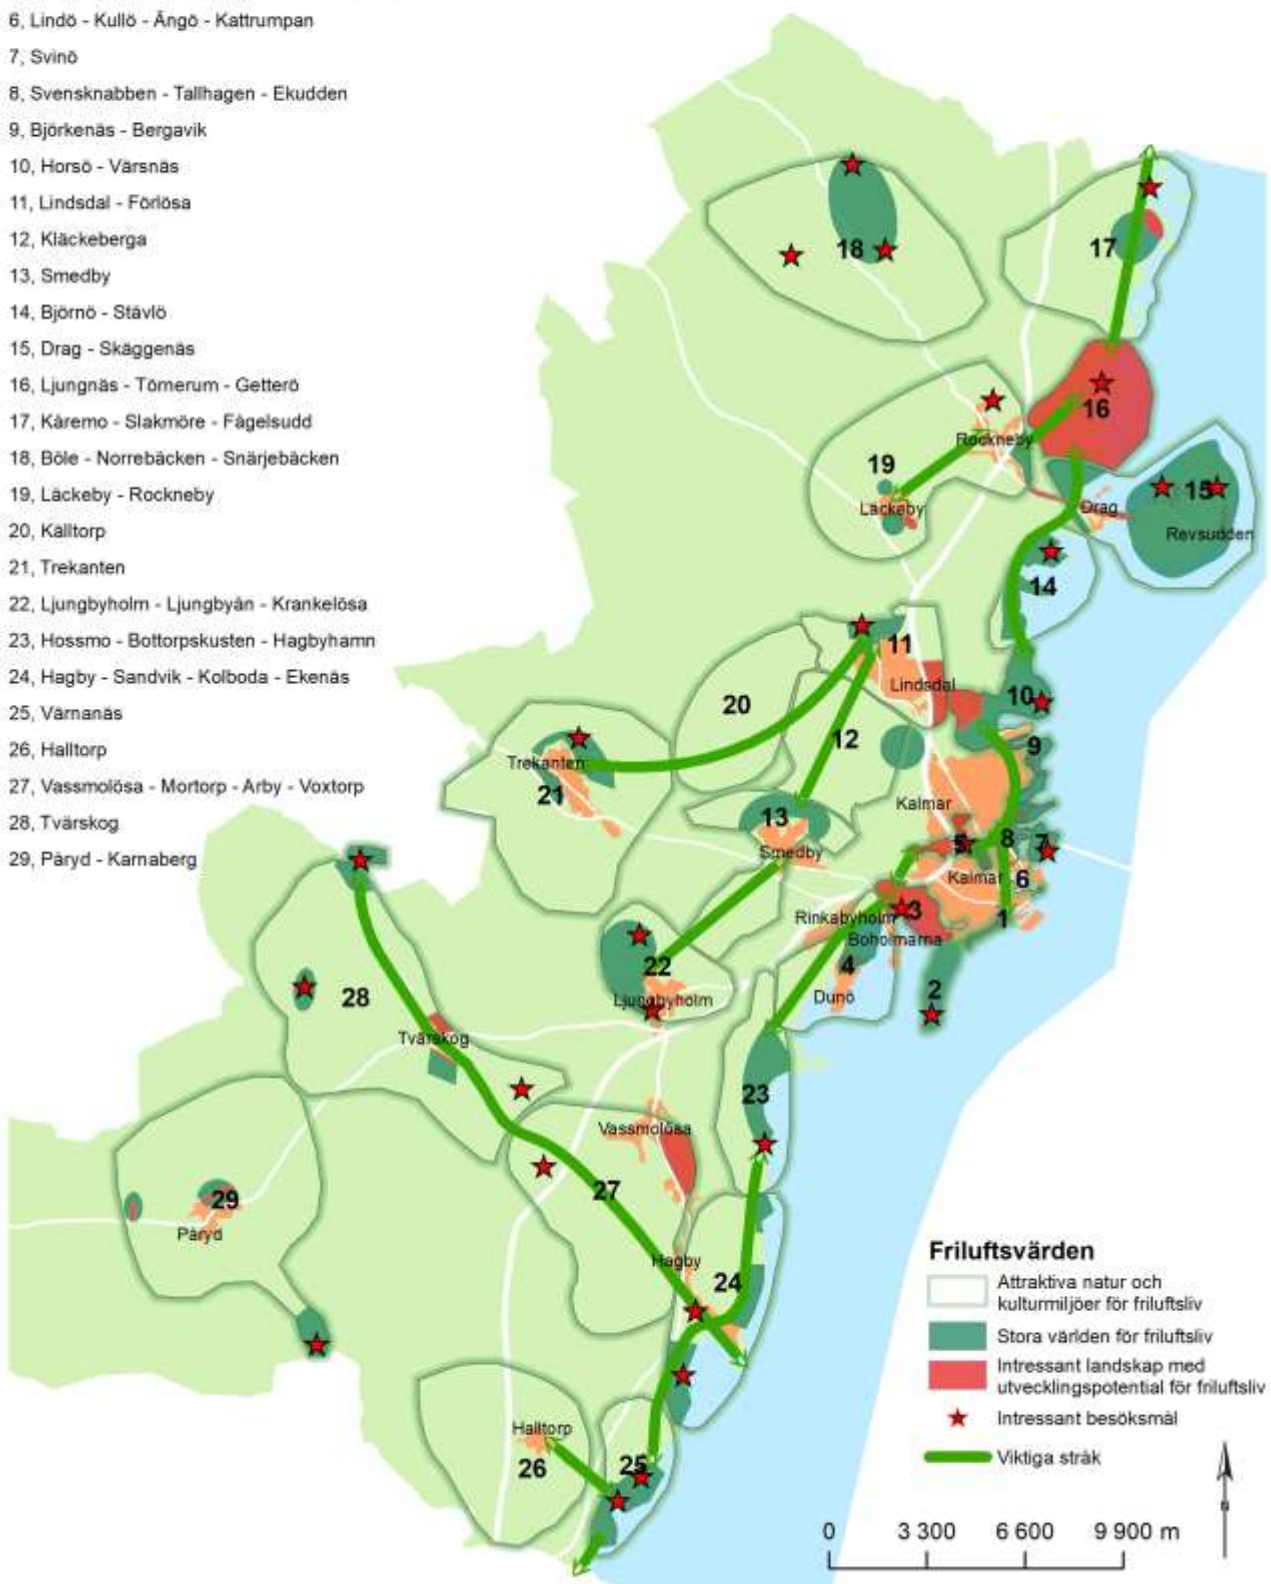 6, Lindö - Kullö - Ängö - Kattrumpan
7, Svinö
8, Svensknabben - Tallhagen - Ekudden
9, Björkenäs - Bergavik
10, Horsö - Värsnäs
11, Lindsdal - Förlösa
12, Kläckeberga
13, Smedby
14, Björnö - Stävlö
15, Drag - Skäggenäs
16, Ljungnäs - Törnerum - Getterö
17, Kåremo - Slakmöre - Fågelsudd
18, Böle - Norrebäcken - Snärjebäcken
19, Läckeby - Rockneby
20, Källtorp
21, Trekanten
22, Ljungbyholm - Ljungbyån - Krankelösa
23, Hossmo - Bottorpskusten - Hagbyhamn
24, Hagby - Sandvik - Kolboda - Ekenäs
25, Värnanäs
26, Halltorp
27, Vassmolösa - Mortorp - Arby - Voxtorp
28, Tvärskog
29, Påryd - Karnaberg
18
17
16
Rockneby
19
Läckeby
Drag
15
Revsudden
14
11
Lindsdal
10
20
12
9
Trekanten
21
Kalmar
13
Smedby
5
8
7
Kalmar
6
Rinkabyholm
3
1
Boholmarna
4
2
Dunö
22
Ljungbyholm
28
Tvärskog
23
Vassmolösa
27
29
Påryd
Hagby
24
Halltorp
26
25
Friluftsvärden
Attraktiva natur och
kulturmiljöer för friluftsliv
Stora världen för friluftsliv
Intressant landskap med
utvecklingspotential för friluftsliv
Intressant besöksmål
Viktiga stråk
0 3 300 6 600 9 900 m